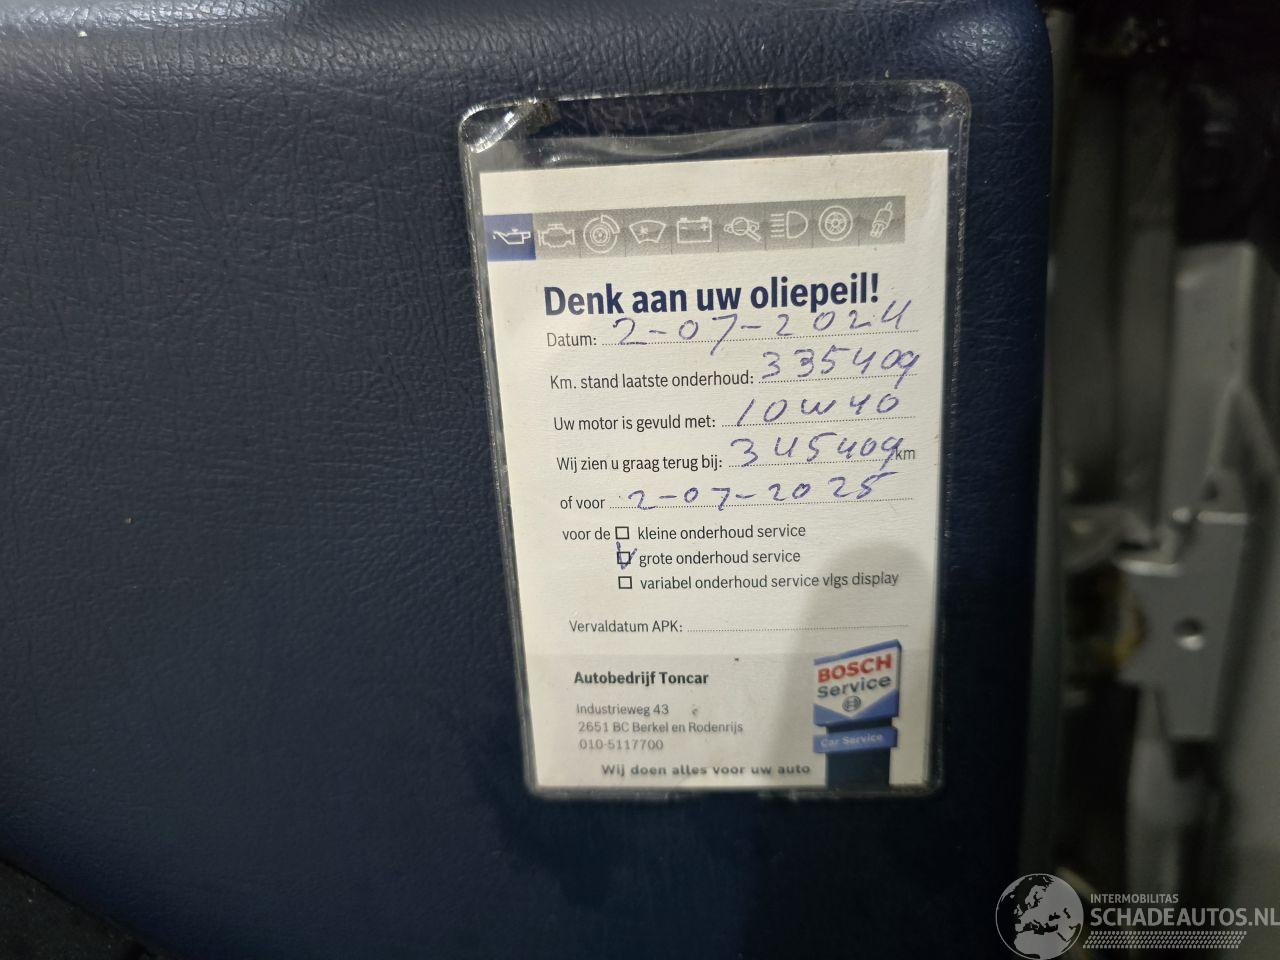 Denk aan uw oliepeil!
Datum: 2-07-2024
Km. stand laatste onderhoud: 335409
Uw motor is gevuld met: 10W40
Wij zien u graag terug bij: 345409 km
of voor 2-07-2025
voor de kleine onderhoud service
grote onderhoud service
variabel onderhoud service vlgs display
Vervaldatum APK:
Autobedrijf Toncar
Industrieweg 43
2651 BC Berkel en Rodenrijs
010-5117700
Wij doen alles voor uw auto
BOSCH
Service
Car Service
INTERMOBILITAS
SCHADEAUTOS.NL